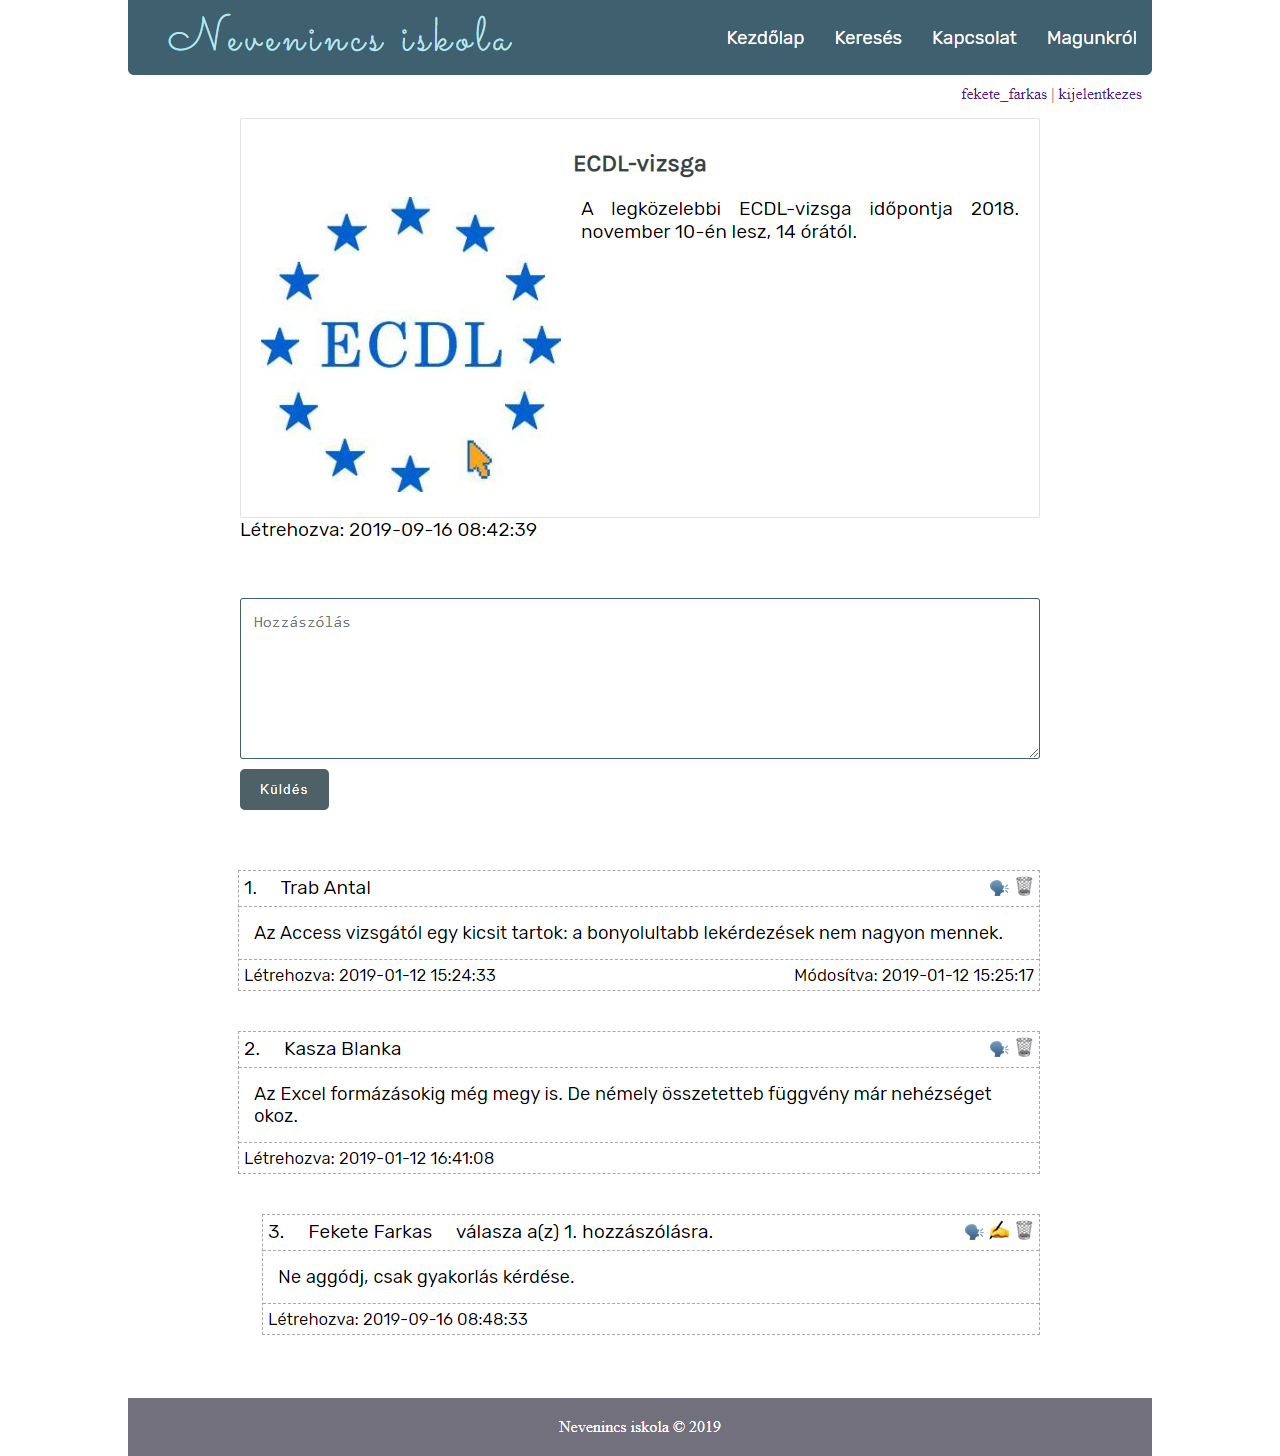 Nevenincs iskola
Kezdőlap Keresés Kapcsolat Magunkról
fekete_farkas | kijelentkezes
ECDL-vizsga
ECDL
A legközelebbi ECDL-vizsga időpontja 2018.
november 10-én lesz, 14 órától.
Létrehozva: 2019-09-16 08:42:39
Hozzászólás
Küldés
1. Trab Antal
Az Access vizsgától egy kicsit tartok: a bonyolultabb lekérdezések nem nagyon mennek.
Létrehozva: 2019-01-12 15:24:33 Módosítva: 2019-01-12 15:25:17
2. Kasza Blanka
Az Excel formázásokig még megy is. De némely összetetteb függvény már nehézséget
okoz.
Létrehozva: 2019-01-12 16:41:08
3. Fekete Farkas válasza a(z) 1. hozzászólásra.
Ne aggódj, csak gyakorlás kérdése.
Létrehozva: 2019-09-16 08:48:33
Nevenincs iskola © 2019